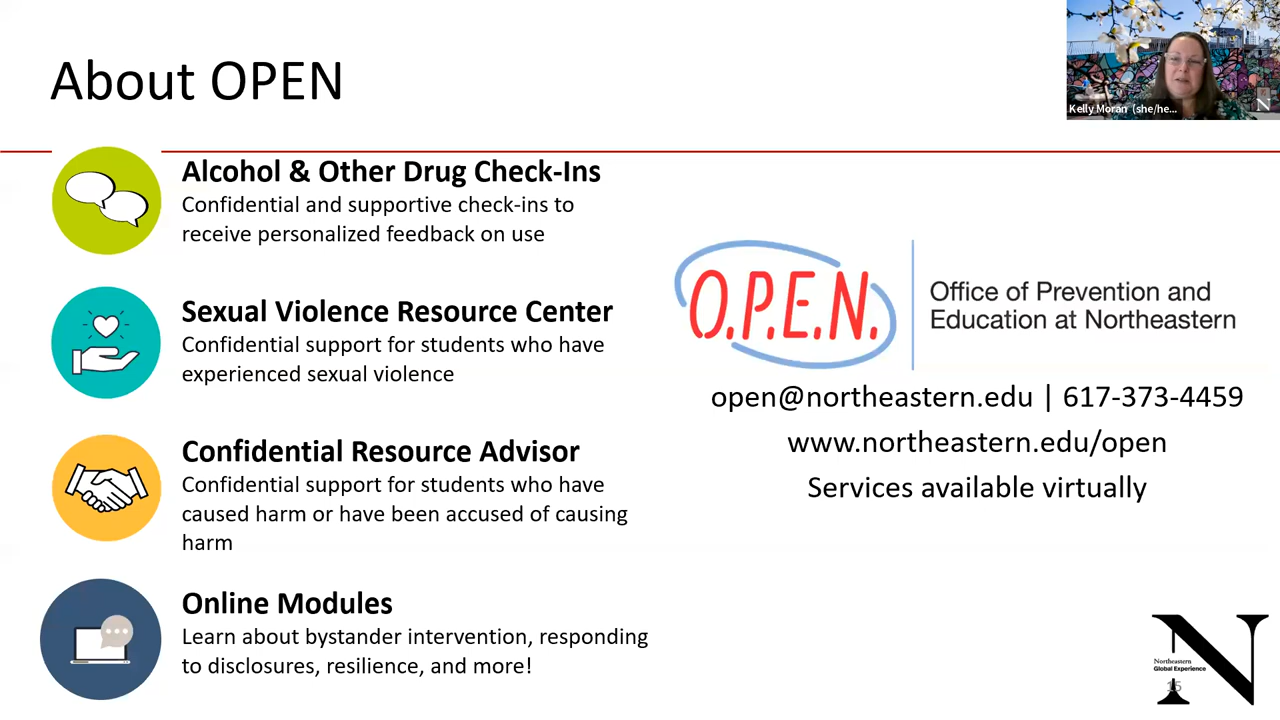 About OPEN
Kelly Moran (she/he...
N
Alcohol & Other Drug Check-Ins
Confidential and supportive check-ins to
receive personalized feedback on use
Sexual Violence Resource Center
Confidential support for students who have
experienced sexual violence
Confidential Resource Advisor
Confidential support for students who have
caused harm or have been accused of causing
harm
Online Modules
Learn about bystander intervention, responding
to disclosures, resilience, and more!
O.P.E.N.
Office of Prevention and
Education at Northeastern
open@northeastern.edu | 617-373-4459
www.northeastern.edu/open
Services available virtually
N
Northeastern
Global Experience
15